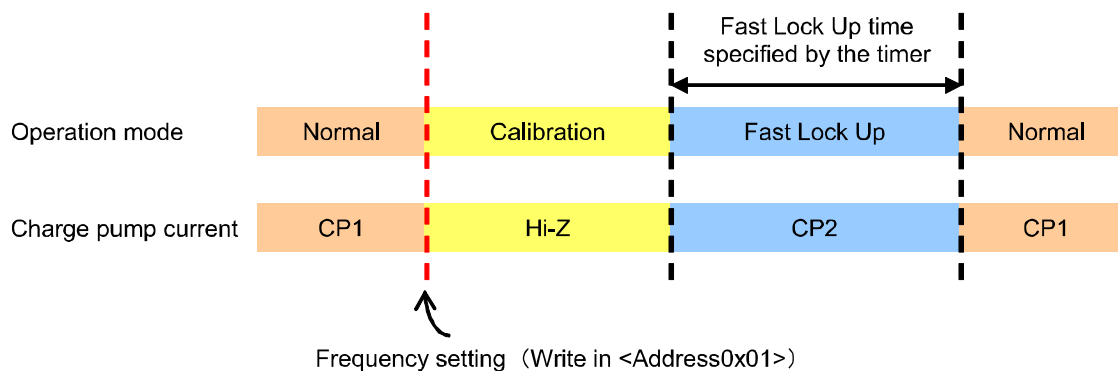 Fast Lock Up time
specified by the timer
Operation mode Normal Calibration Fast Lock Up Normal
Charge pump current CP1 Hi-Z CP2 CP1
Frequency setting（Write in <Address0x01>）